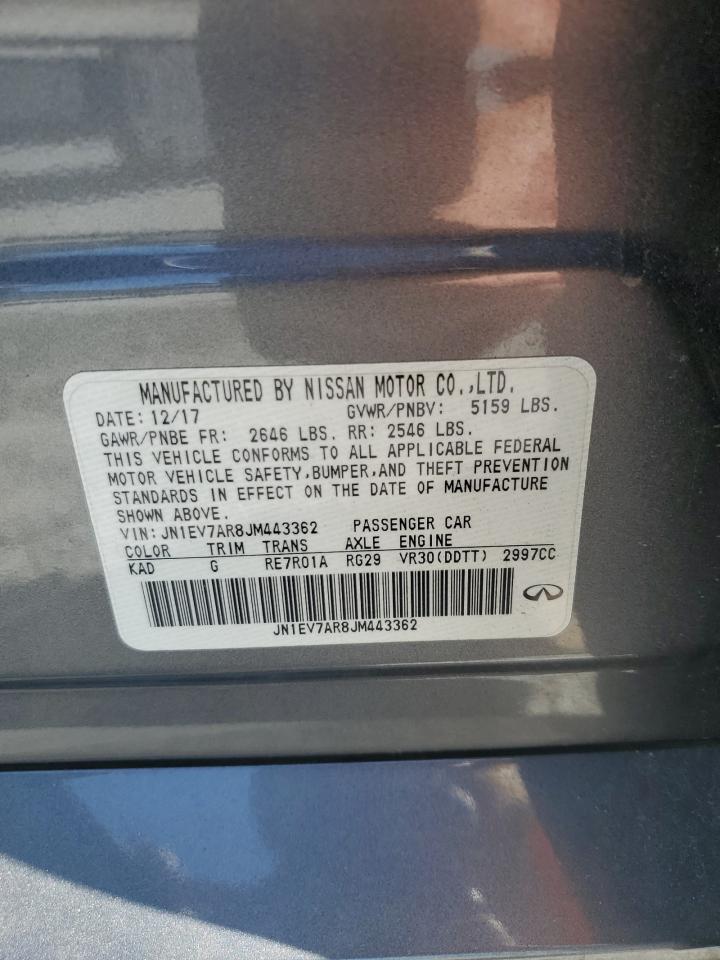 MANUFACTURED BY NISSAN MOTOR CO.,LTD.
DATE: 12/17 GVWR/PNBV: 5159 LBS.
GAWR/PNBE FR: 2646 LBS. RR: 2546 LBS.
THIS VEHICLE CONFORMS TO ALL APPLICABLE FEDERAL
MOTOR VEHICLE SAFETY,BUMPER,AND THEFT PREVENTION
STANDARDS IN EFFECT ON THE DATE OF MANUFACTURE
SHOWN ABOVE.
VIN: JN1EV7AR8JM443362 PASSENGER CAR
COLOR TRIM TRANS AXLE ENGINE
KAD G RE7R01A RG29 VR30(DDTT) 2997CC
JN1EV7AR8JM443362